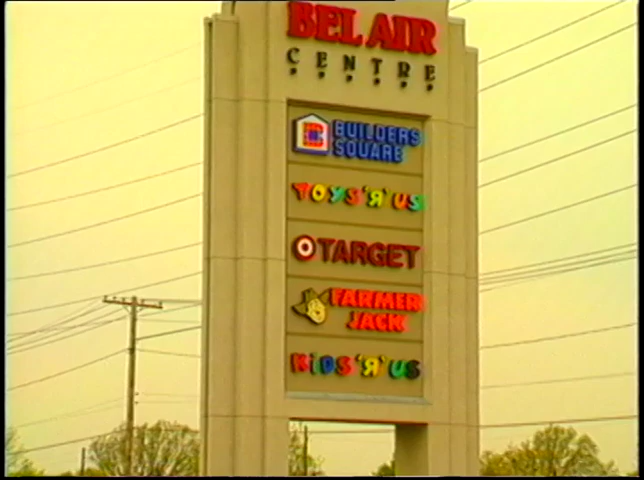 BEL AIR
CENTRE
BUILDERS
SQUARE
TOYS "R" US
TARGET
FARMER
JACK
KIDS "R" US